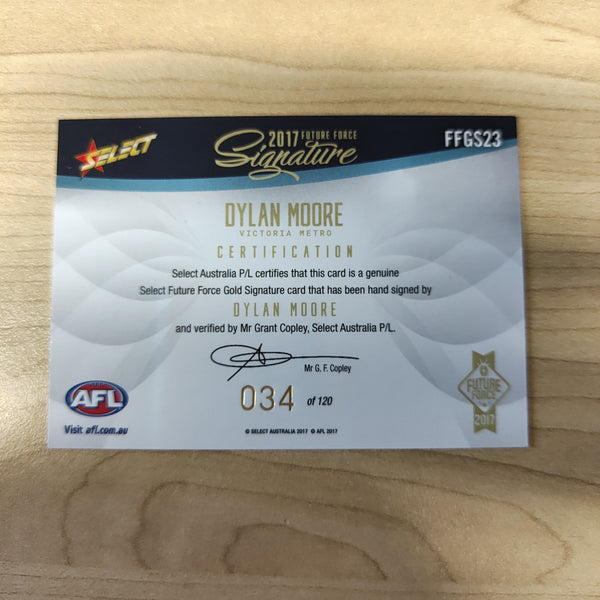 SELECT
2017 FUTURE FORCE
Signature
FFGS23
DYLAN MOORE
VICTORIA METRO
CERTIFICATION
Select Australia P/L certifies that this card is a genuine
Select Future Force Gold Signature card that has been hand signed by
DYLAN MOORE
and verified by Mr Grant Copley, Select Australia P/L.
Mr G. F. Copley
034 of 120
AFL
Visit afl.com.au
FUTURE
FORCE
2017
© SELECT AUSTRALIA 2017 © AFL 2017